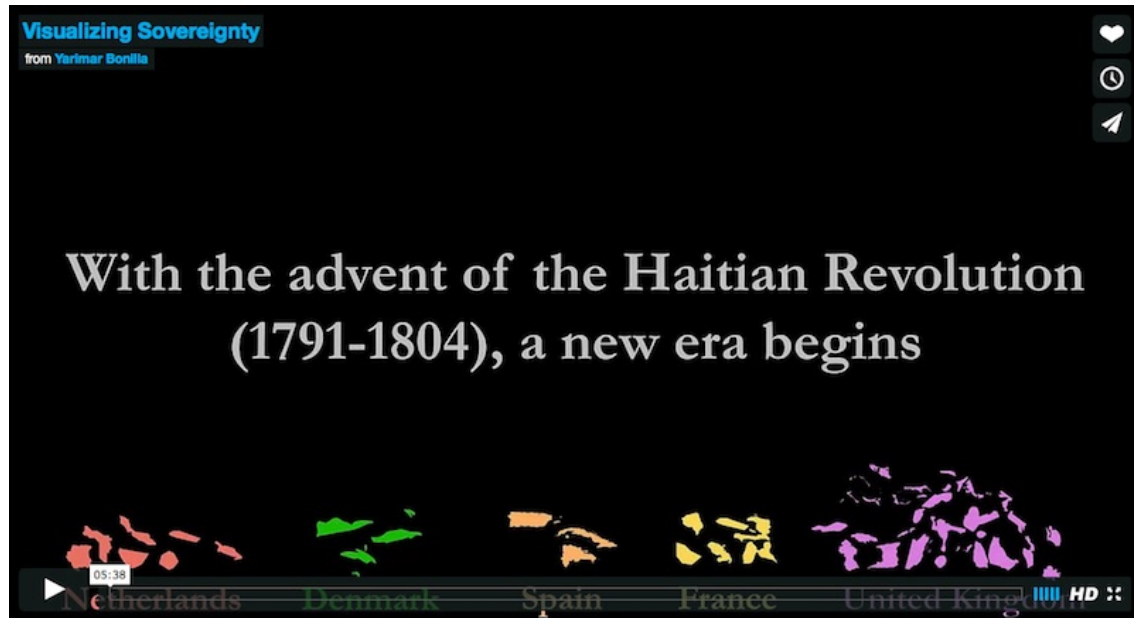 Visualizing Sovereignty
from Yarimar Bonilla
With the advent of the Haitian Revolution
(1791-1804), a new era begins
05:38
Netherlands Denmark Spain France United Kingdom
HD